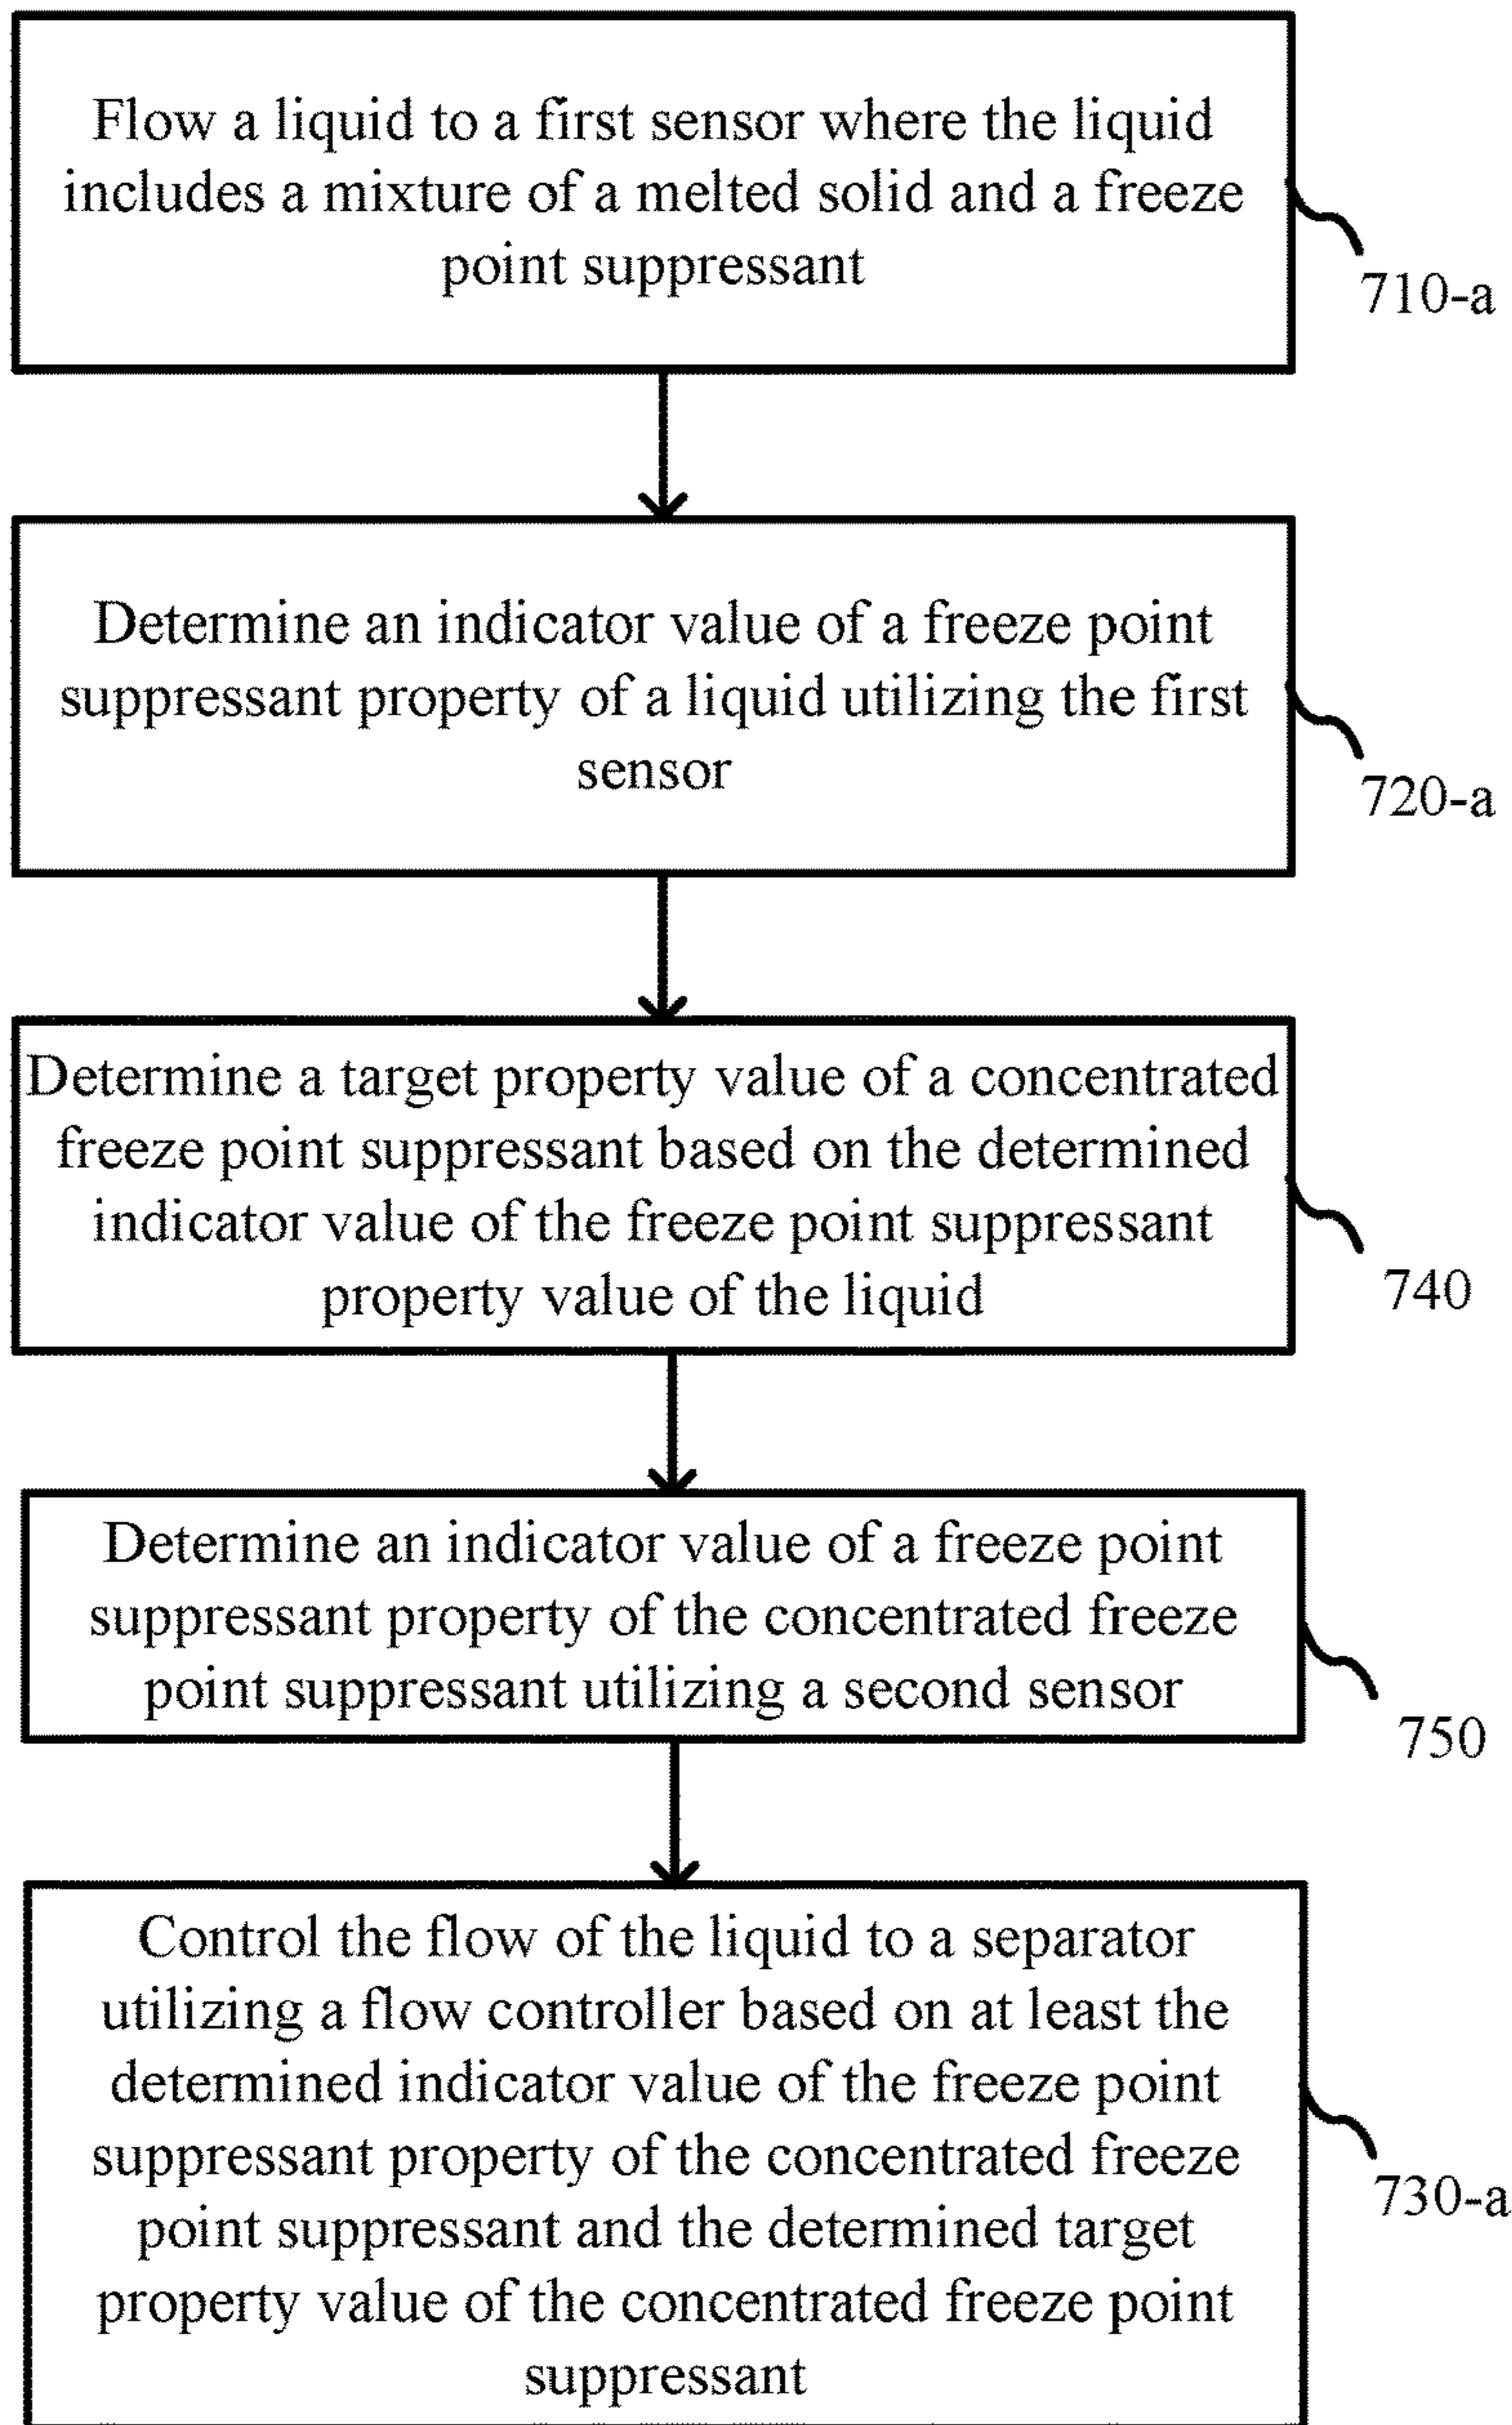 Flow a liquid to a first sensor where the liquid
includes a mixture of a melted solid and a freeze
point suppressant
710-a
Determine an indicator value of a freeze point
suppressant property of a liquid utilizing the first
sensor
720-a
Determine a target property value of a concentrated
freeze point suppressant based on the determined
indicator value of the freeze point suppressant
property value of the liquid
740
Determine an indicator value of a freeze point
suppressant property of the concentrated freeze
point suppressant utilizing a second sensor
750
Control the flow of the liquid to a separator
utilizing a flow controller based on at least the
determined indicator value of the freeze point
suppressant property of the concentrated freeze
point suppressant and the determined target
property value of the concentrated freeze point
suppressant
730-a